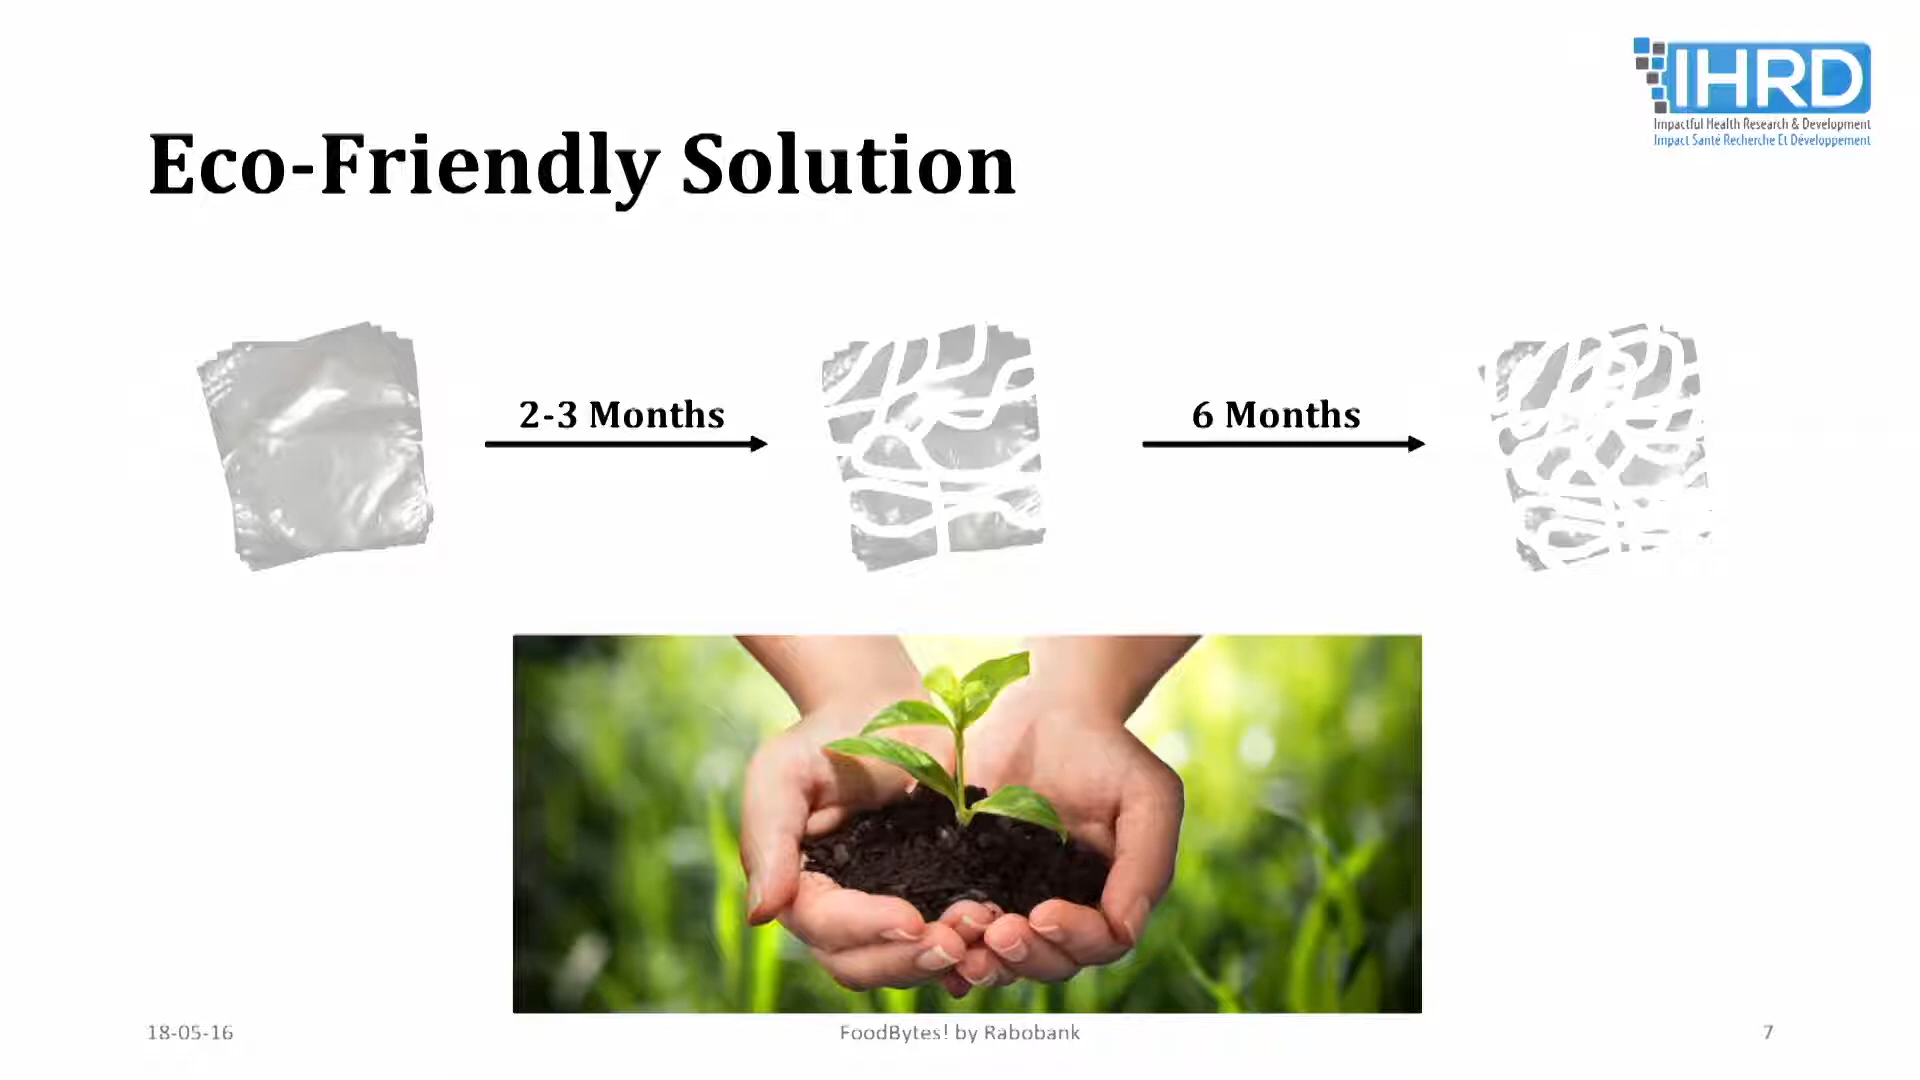 IHRD
Impactful Health Research & Development
Impact Santé Recherche Et Développement
Eco-Friendly Solution
2-3 Months
6 Months
18-05-16
FoodBytes! by Rabobank
7